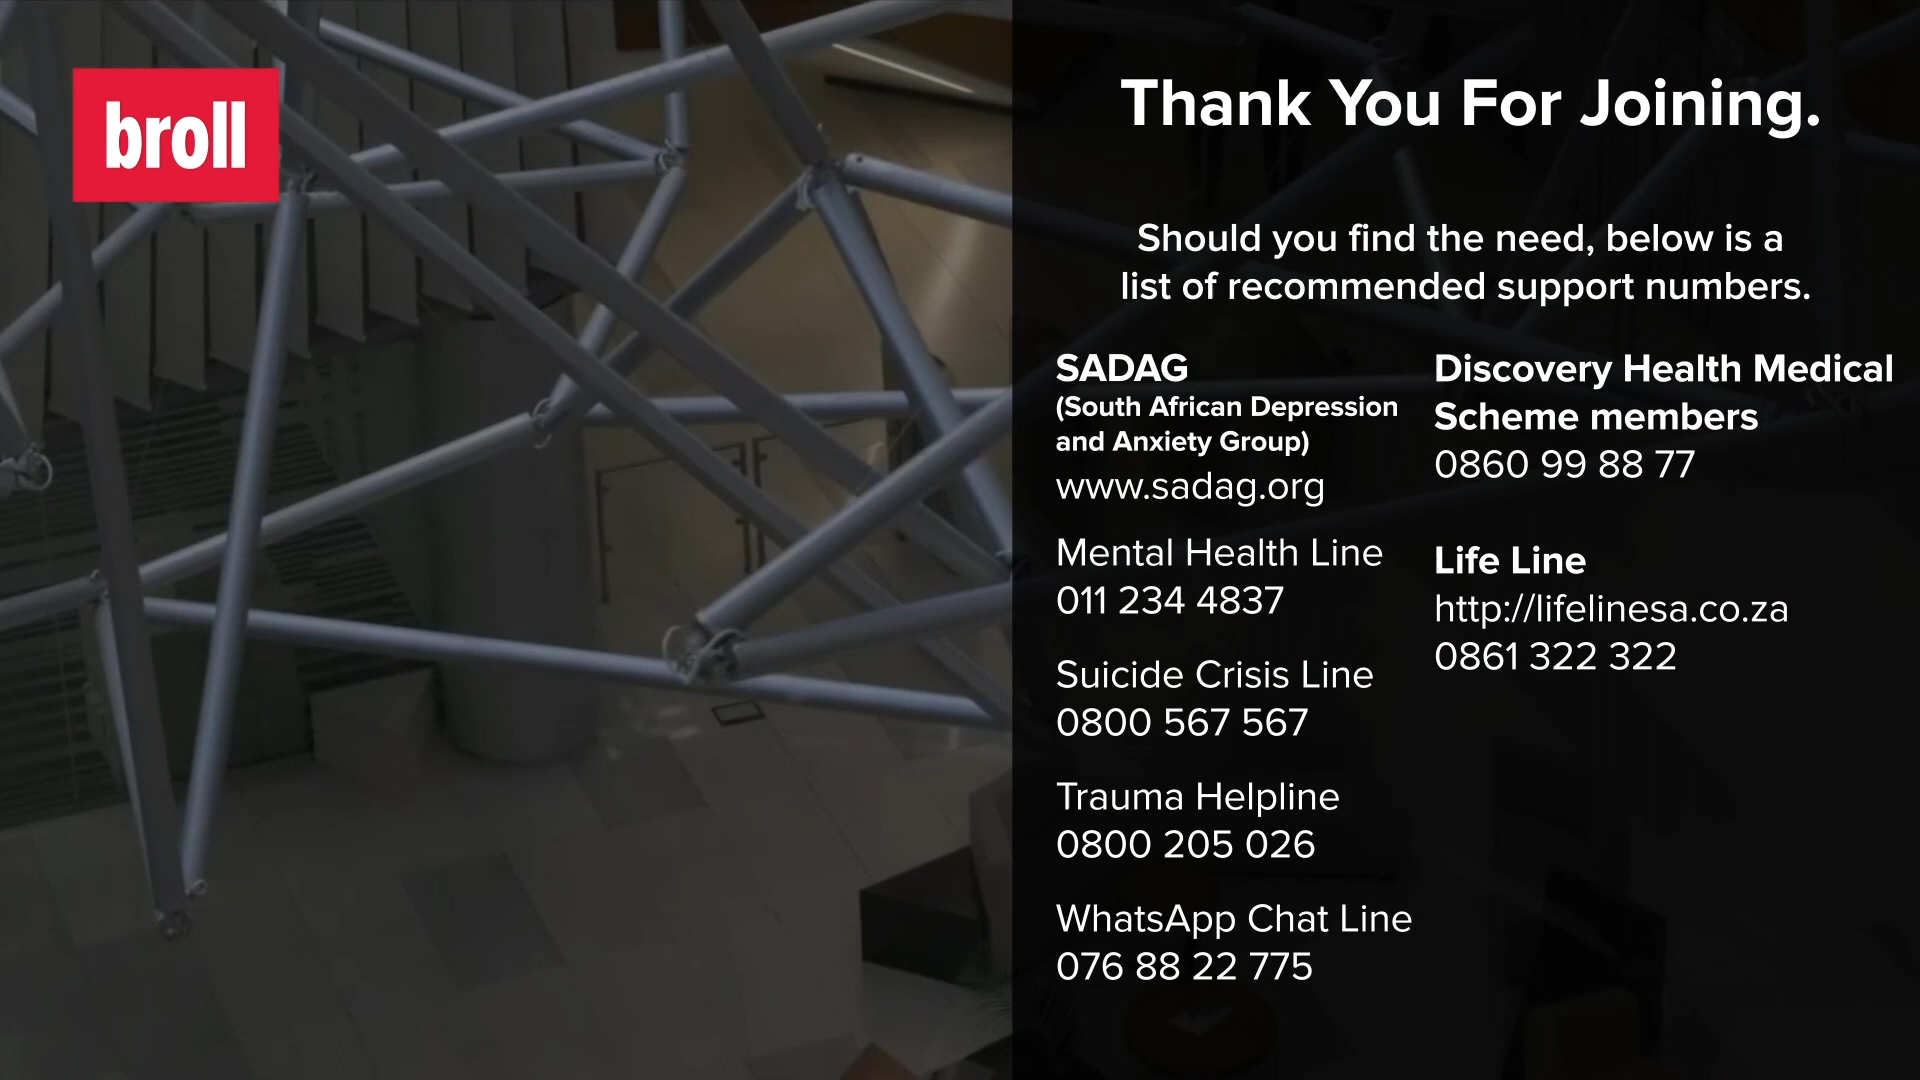 broll
Thank You For Joining.
Should you find the need, below is a
list of recommended support numbers.
SADAG
(South African Depression
and Anxiety Group)
www.sadag.org
Mental Health Line
011 234 4837
Suicide Crisis Line
0800 567 567
Trauma Helpline
0800 205 026
WhatsApp Chat Line
076 88 22 775
Discovery Health Medical
Scheme members
0860 99 88 77
Life Line
http://lifelinesa.co.za
0861 322 322